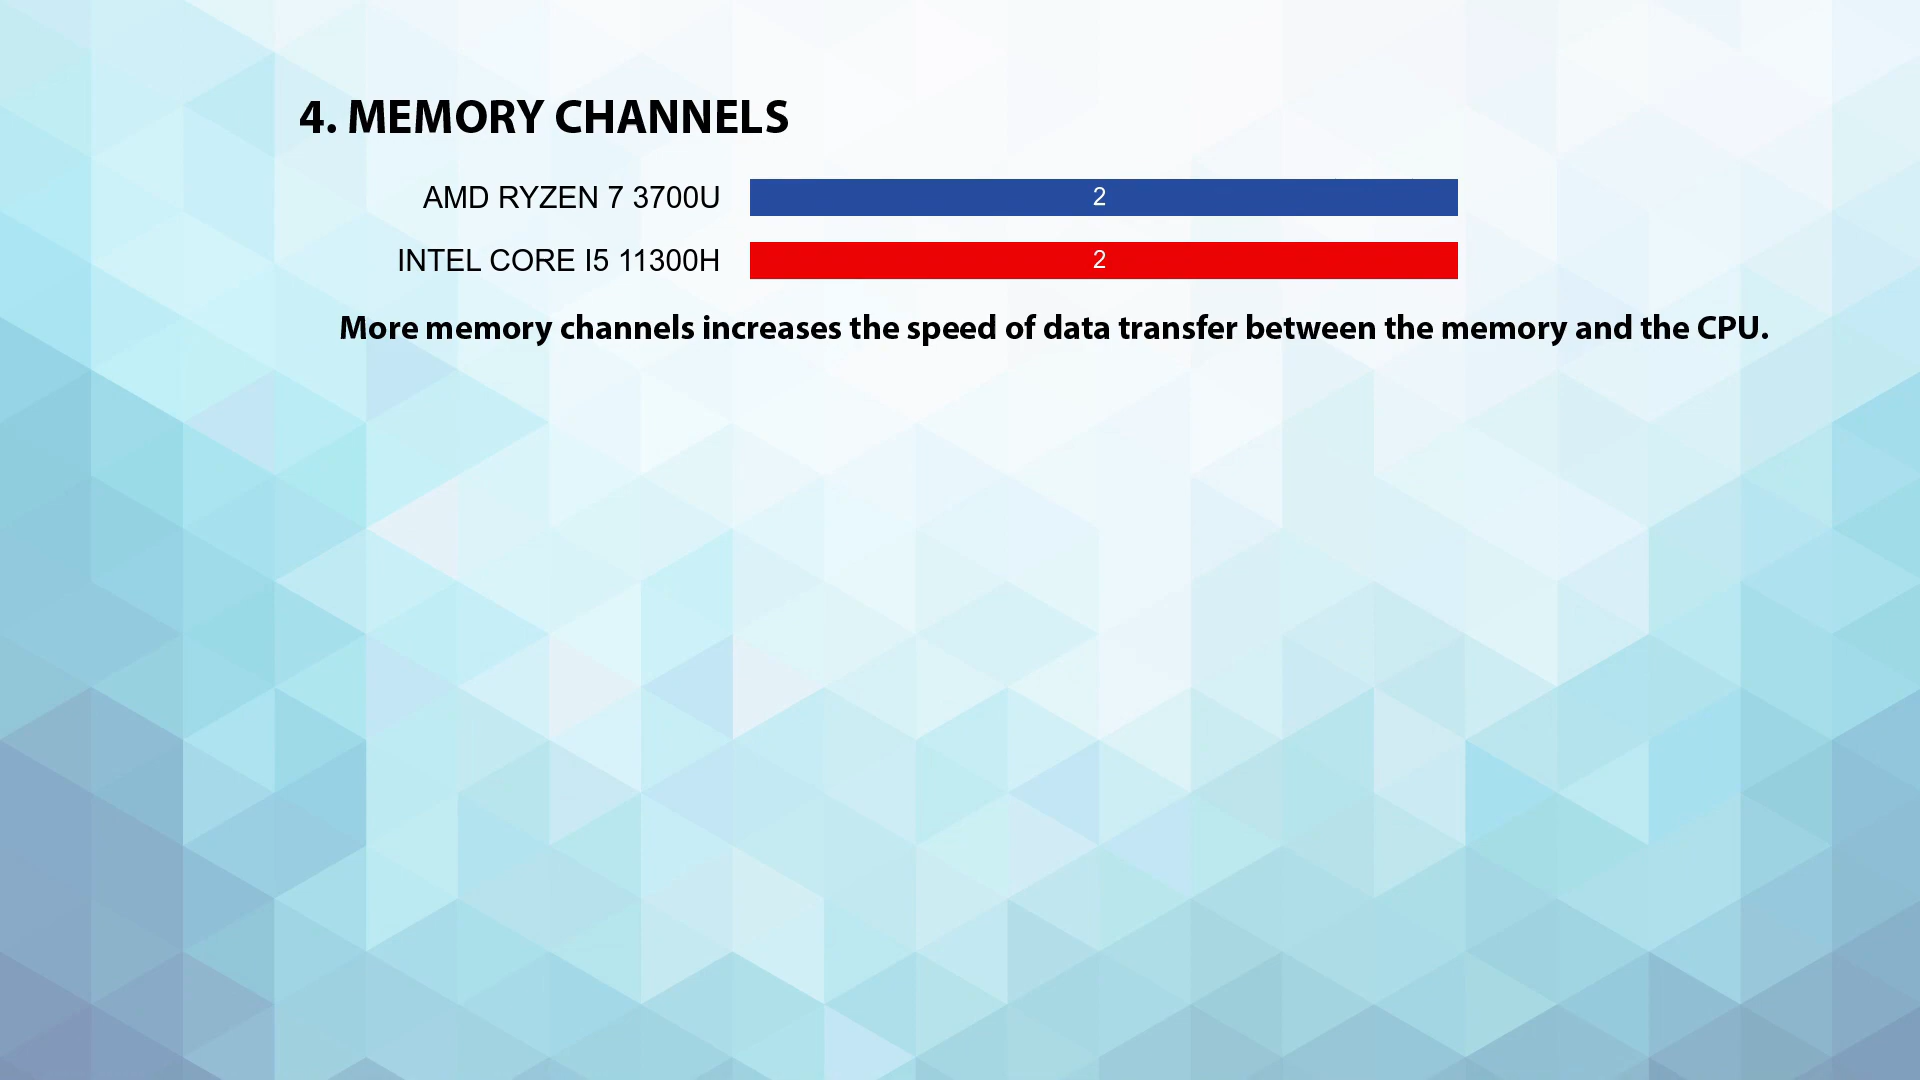 4. MEMORY CHANNELS
AMD RYZEN 7 3700U 2
INTEL CORE I5 11300H 2
More memory channels increases the speed of data transfer between the memory and the CPU.